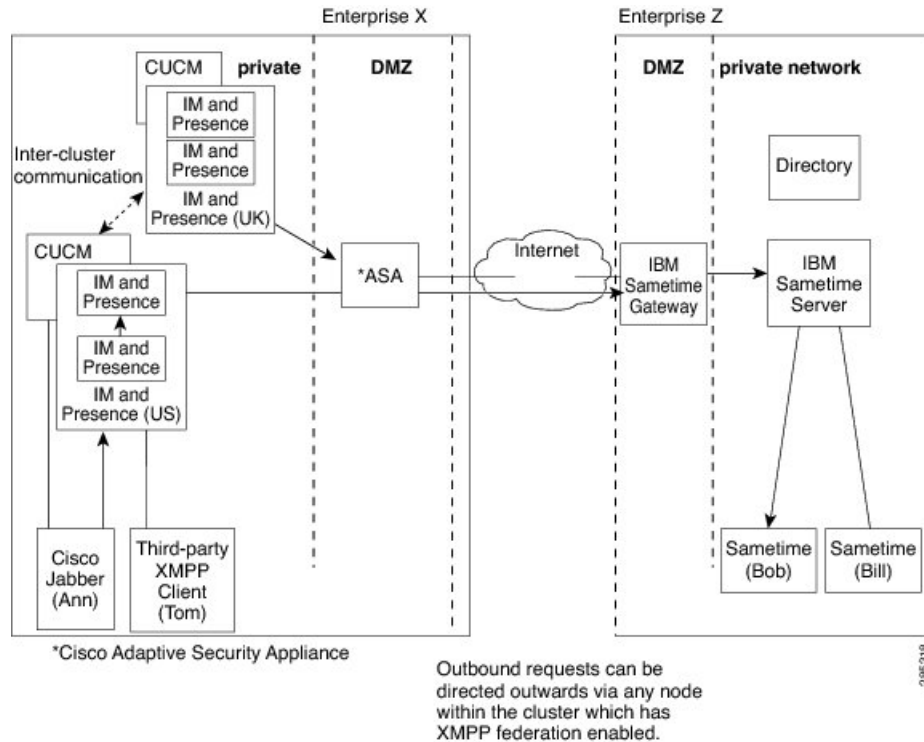 Enterprise X
Enterprise Z
CUCM
private
DMZ
DMZ
private network
IM and
Presence
IM and
Presence
IM and
Presence (UK)
Inter-cluster
communication
Directory
CUCM
IM and
Presence
IM and
Presence
IM and
Presence (US)
*ASA
Internet
IBM
Sametime
Gateway
IBM
Sametime
Server
Cisco
Jabber
(Ann)
Third-party
XMPP
Client
(Tom)
Sametime
(Bob)
Sametime
(Bill)
*Cisco Adaptive Security Appliance
Outbound requests can be
directed outwards via any node
within the cluster which has
XMPP federation enabled.